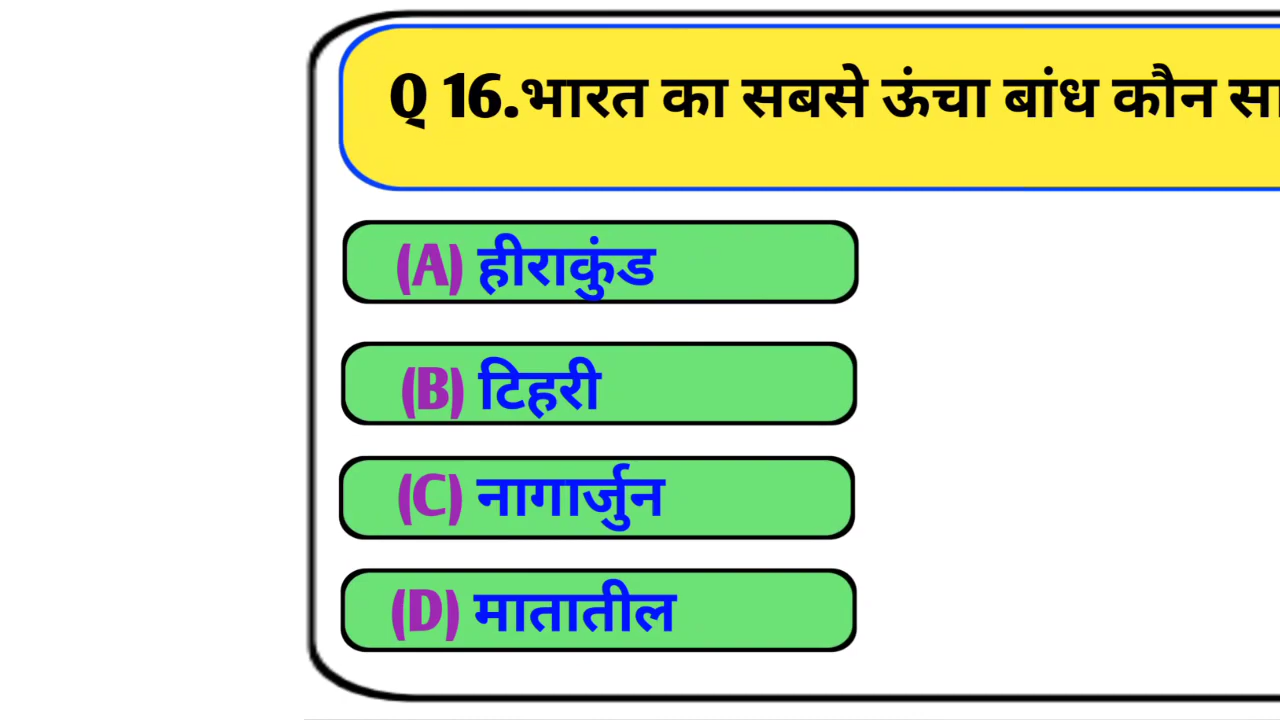 Q 16.भारत का सबसे ऊंचा बांध कौन सा
(A) हीराकुंड
(B) टिहरी
(C) नागार्जुन
(D) मातातील